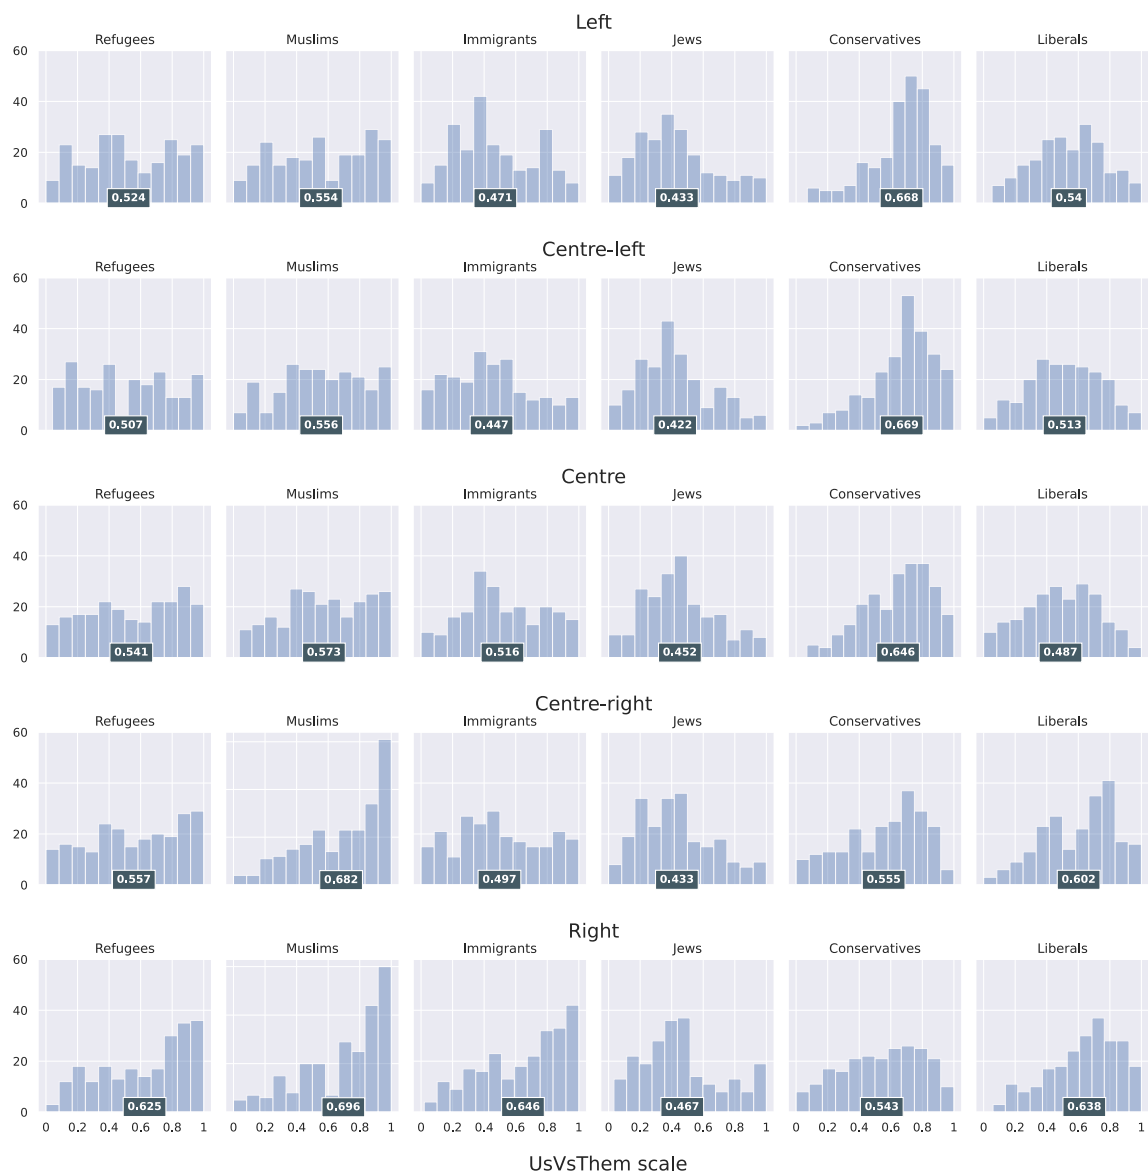 Left
Refugees Muslims Immigrants Jews Conservatives Liberals
60
40
20
0
0.524 0.554 0.471 0.433 0.668 0.54
Centre-left
Refugees Muslims Immigrants Jews Conservatives Liberals
60
40
20
0
0.507 0.556 0.447 0.422 0.669 0.513
Centre
Refugees Muslims Immigrants Jews Conservatives Liberals
60
40
20
0
0.541 0.573 0.516 0.452 0.646 0.487
Centre-right
Refugees Muslims Immigrants Jews Conservatives Liberals
60
40
20
0
0.557 0.682 0.497 0.433 0.555 0.602
Right
Refugees Muslims Immigrants Jews Conservatives Liberals
60
40
20
0
0.625 0.696 0.646 0.467 0.543 0.638
0 0.2 0.4 0.6 0.8 1 0 0.2 0.4 0.6 0.8 1 0 0.2 0.4 0.6 0.8 1 0 0.2 0.4 0.6 0.8 1 0 0.2 0.4 0.6 0.8 1 0 0.2 0.4 0.6 0.8 1
UsVsThem scale